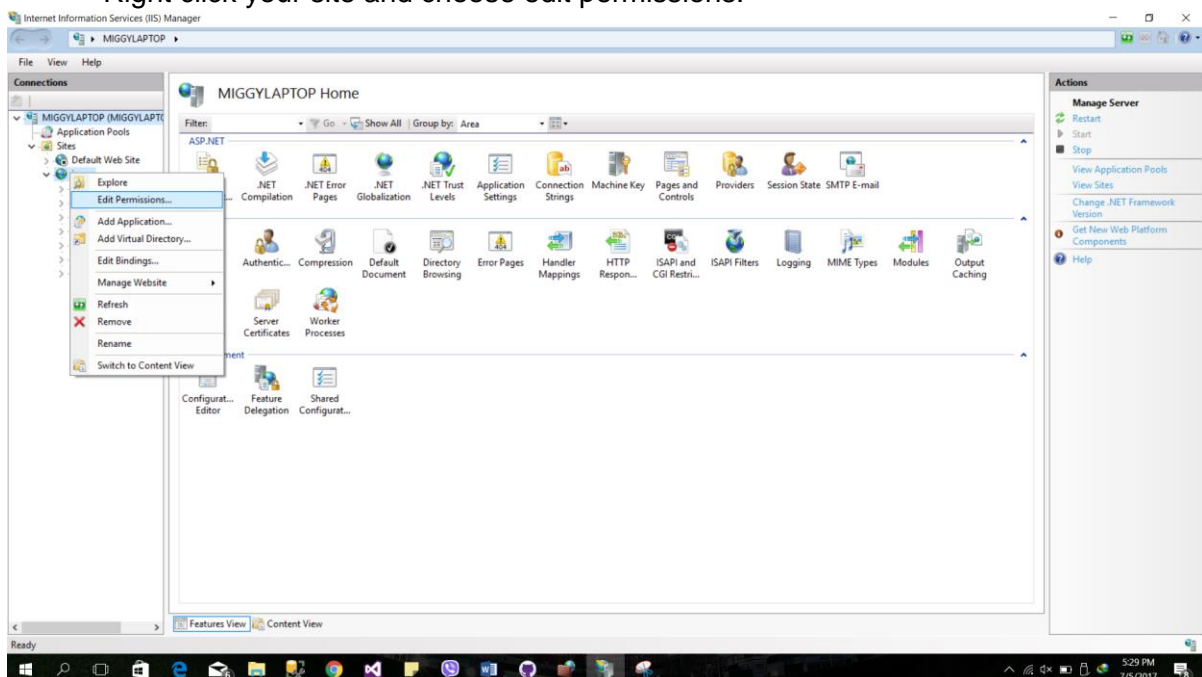 Right click your site and choose edit permissions.
Internet Information Services (IIS) Manager
MIGGYLAPTOP
File View Help
Connections
MIGGYLAPTOP (MIGGYLAPT
Application Pools
Sites
Default Web Site
Explore
Edit Permissions...
Add Application...
Add Virtual Directory...
Edit Bindings...
Manage Website
Refresh
Remove
Rename
Switch to Content View
MIGGYLAPTOP Home
Filter: Go Show All Group by: Area
ASP.NET
.NET Compilation
.NET Error Pages
.NET Globalization
.NET Trust Levels
Application Settings
Connection Strings
Machine Key
Pages and Controls
Providers
Session State
SMTP E-mail
Authentic...
Compression
Default Document
Directory Browsing
Error Pages
Handler Mappings
HTTP Respon...
ISAPI and CGI Restri...
ISAPI Filters
Logging
MIME Types
Modules
Output Caching
Server Certificates
Worker Processes
ment
Configurat... Editor
Feature Delegation
Shared Configurat...
Features View Content View
Actions
Manage Server
Restart
Start
Stop
View Application Pools
View Sites
Change .NET Framework
Version
Get New Web Platform
Components
Help
Ready
5:29 PM
7/5/2017